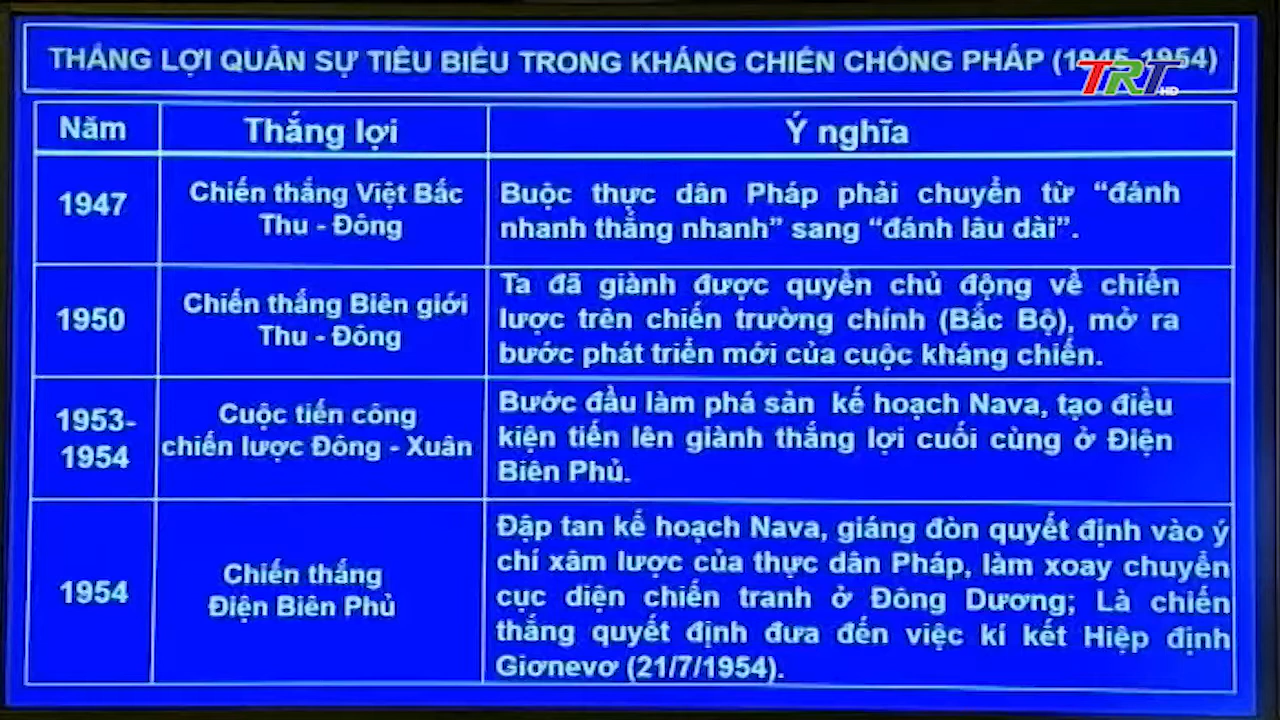 THẮNG LỢI QUÂN SỰ TIÊU BIỂU TRONG KHÁNG CHIẾN CHỐNG PHÁP (1945-1954)
TRT HD
Năm
Thắng lợi
Ý nghĩa
1947
Chiến thắng Việt Bắc
Thu - Đông
Buộc thực dân Pháp phải chuyển từ “đánh
nhanh thắng nhanh” sang “đánh lâu dài”.
1950
Chiến thắng Biên giới
Thu - Đông
Ta đã giành được quyền chủ động về chiến
lược trên chiến trường chính (Bắc Bộ), mở ra
bước phát triển mới của cuộc kháng chiến.
1953-
1954
Cuộc tiến công
chiến lược Đông - Xuân
Bước đầu làm phá sản kế hoạch Nava, tạo điều
kiện tiến lên giành thắng lợi cuối cùng ở Điện
Biên Phủ.
1954
Chiến thắng
Điện Biên Phủ
Đập tan kế hoạch Nava, giáng đòn quyết định vào ý
chí xâm lược của thực dân Pháp, làm xoay chuyển
cục diện chiến tranh ở Đông Dương; Là chiến
thắng quyết định đưa đến việc kí kết Hiệp định
Giơnevơ (21/7/1954).